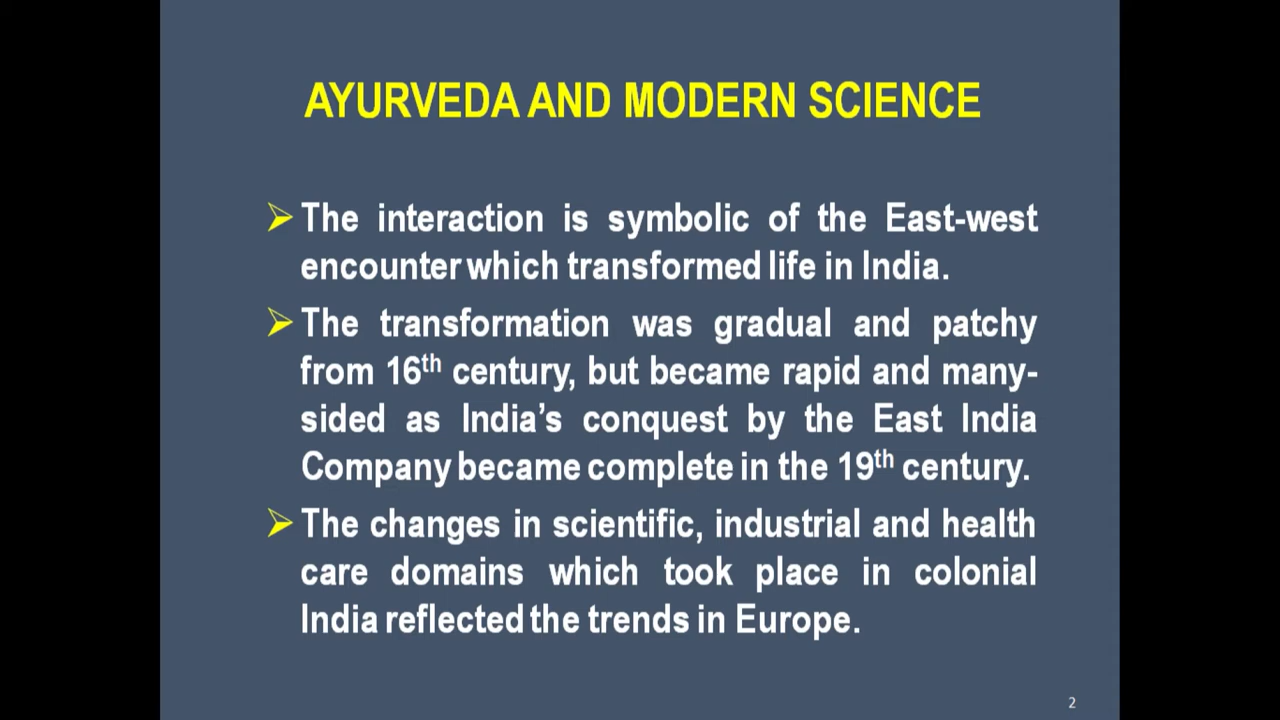 AYURVEDA AND MODERN SCIENCE
➢ The interaction is symbolic of the East-west
encounter which transformed life in India.
➢ The transformation was gradual and patchy
from 16th century, but became rapid and many-
sided as India’s conquest by the East India
Company became complete in the 19th century.
➢ The changes in scientific, industrial and health
care domains which took place in colonial
India reflected the trends in Europe.
2